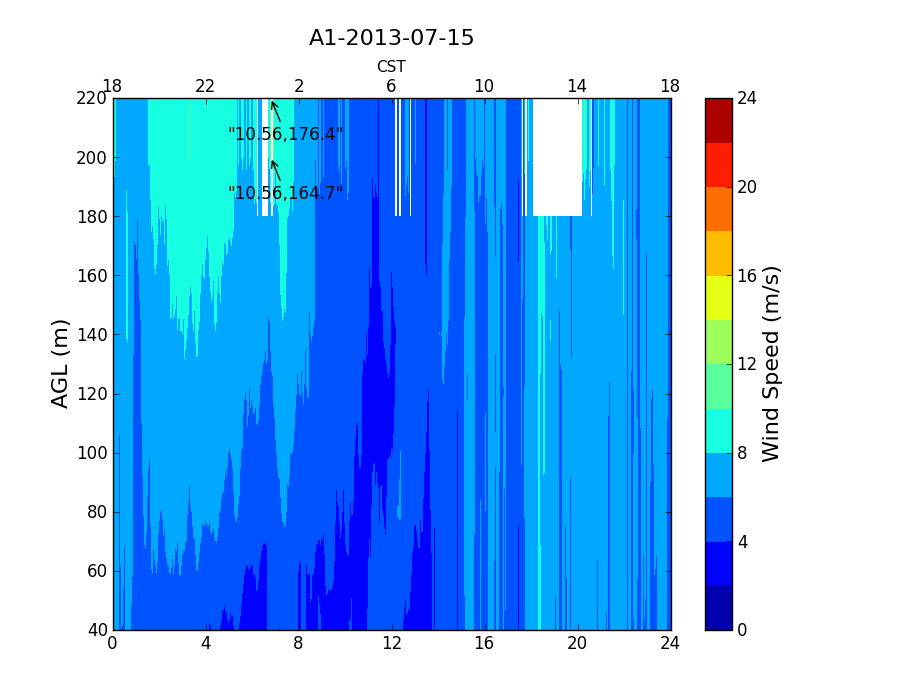 A1-2013-07-15
CST
18 22 2 6 10 14 18
220 24
"10.56,176.4"
200 20
"10.56,164.7"
180
160 16
140
120 12
100
80 8
60 4
40 0
0 4 8 12 16 20 24
AGL (m)
Wind Speed (m/s)